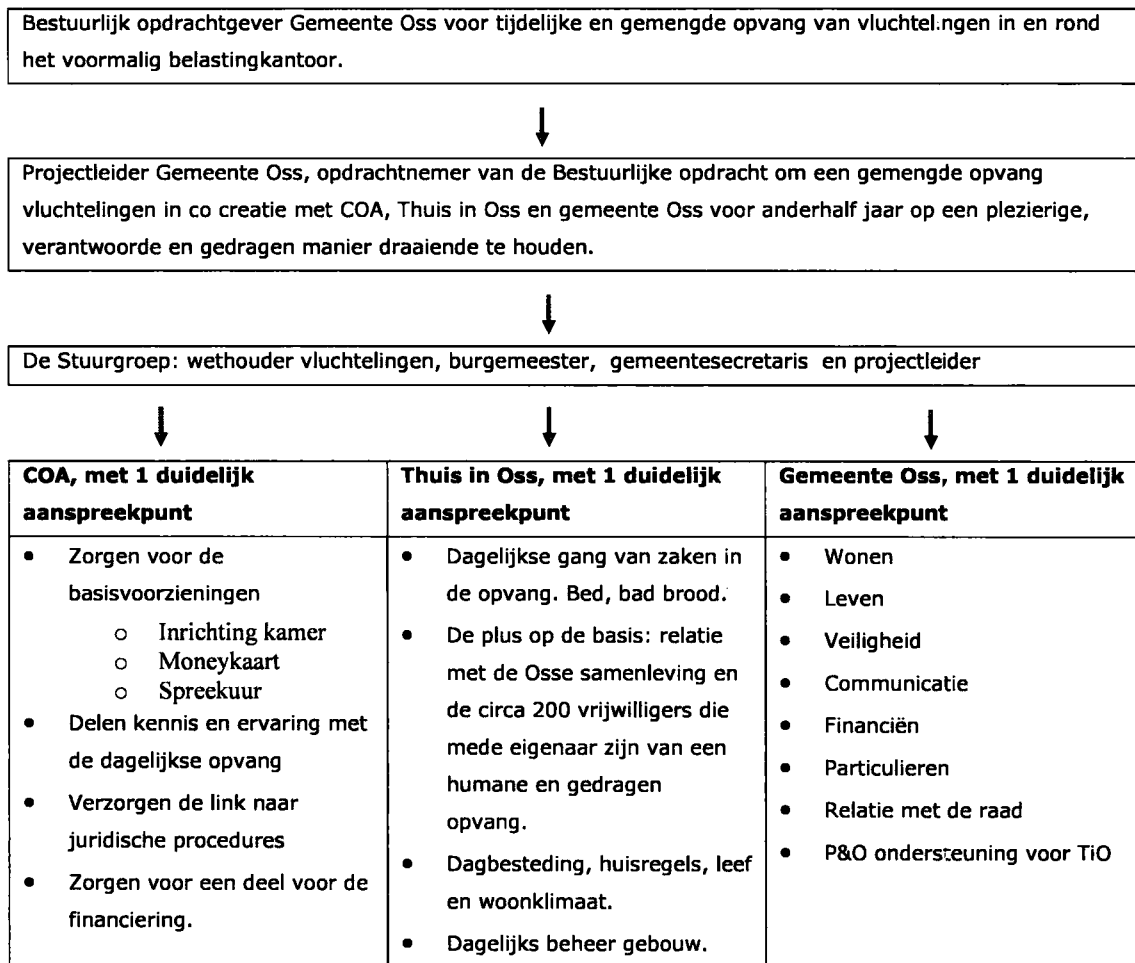 Bestuurlijk opdrachtgever Gemeente Oss voor tijdelijke en gemengde opvang van vluchtelingen in en rond
het voormalig belastingkantoor.
Projectleider Gemeente Oss, opdrachtnemer van de Bestuurlijke opdracht om een gemengde opvang
vluchtelingen in co creatie met COA, Thuis in Oss en gemeente Oss voor anderhalf jaar op een plezierige,
verantwoorde en gedragen manier draaiende te houden.
De Stuurgroep: wethouder vluchtelingen, burgemeester, gemeentesecretaris en projectleider
COA, met 1 duidelijk
aanspreekpunt
• Zorgen voor de
basisvoorzieningen
o Inrichting kamer
o Moneykaart
o Spreekuur
• Delen kennis en ervaring met
de dagelijkse opvang
• Verzorgen de link naar
juridische procedures
• Zorgen voor een deel voor de
financiering.
Thuis in Oss, met 1 duidelijk
aanspreekpunt
• Dagelijkse gang van zaken in
de opvang. Bed, bad brood.
• De plus op de basis: relatie
met de Osse samenleving en
de circa 200 vrijwilligers die
mede eigenaar zijn van een
humane en gedragen
opvang.
• Dagbesteding, huisregels, leef
en woonklimaat.
• Dagelijks beheer gebouw.
Gemeente Oss, met 1 duidelijk
aanspreekpunt
• Wonen
• Leven
• Veiligheid
• Communicatie
• Financiën
• Particulieren
• Relatie met de raad
• P&O ondersteuning voor TiO